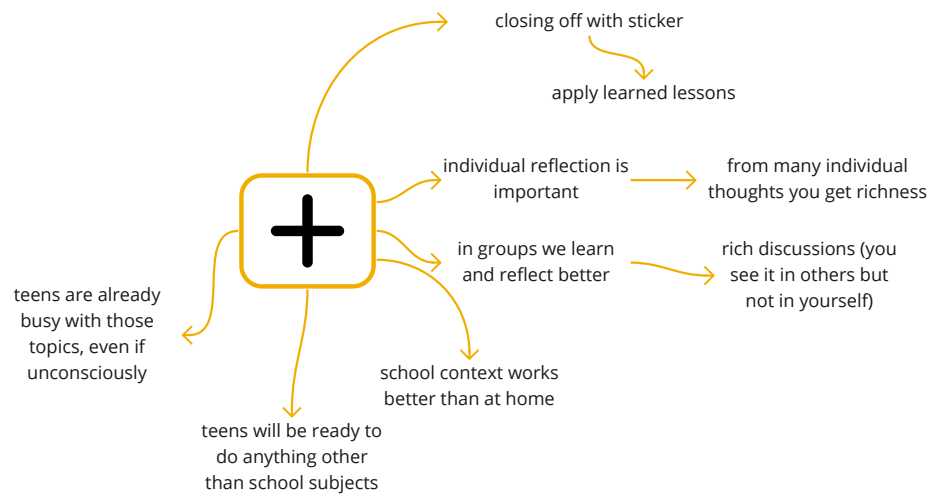 closing off with sticker
apply learned lessons
individual reflection is
important
from many individual
thoughts you get richness
in groups we learn
and reflect better
rich discussions (you
see it in others but
not in yourself)
teens are already
busy with those
topics, even if
unconsciously
school context works
better than at home
teens will be ready to
do anything other
than school subjects